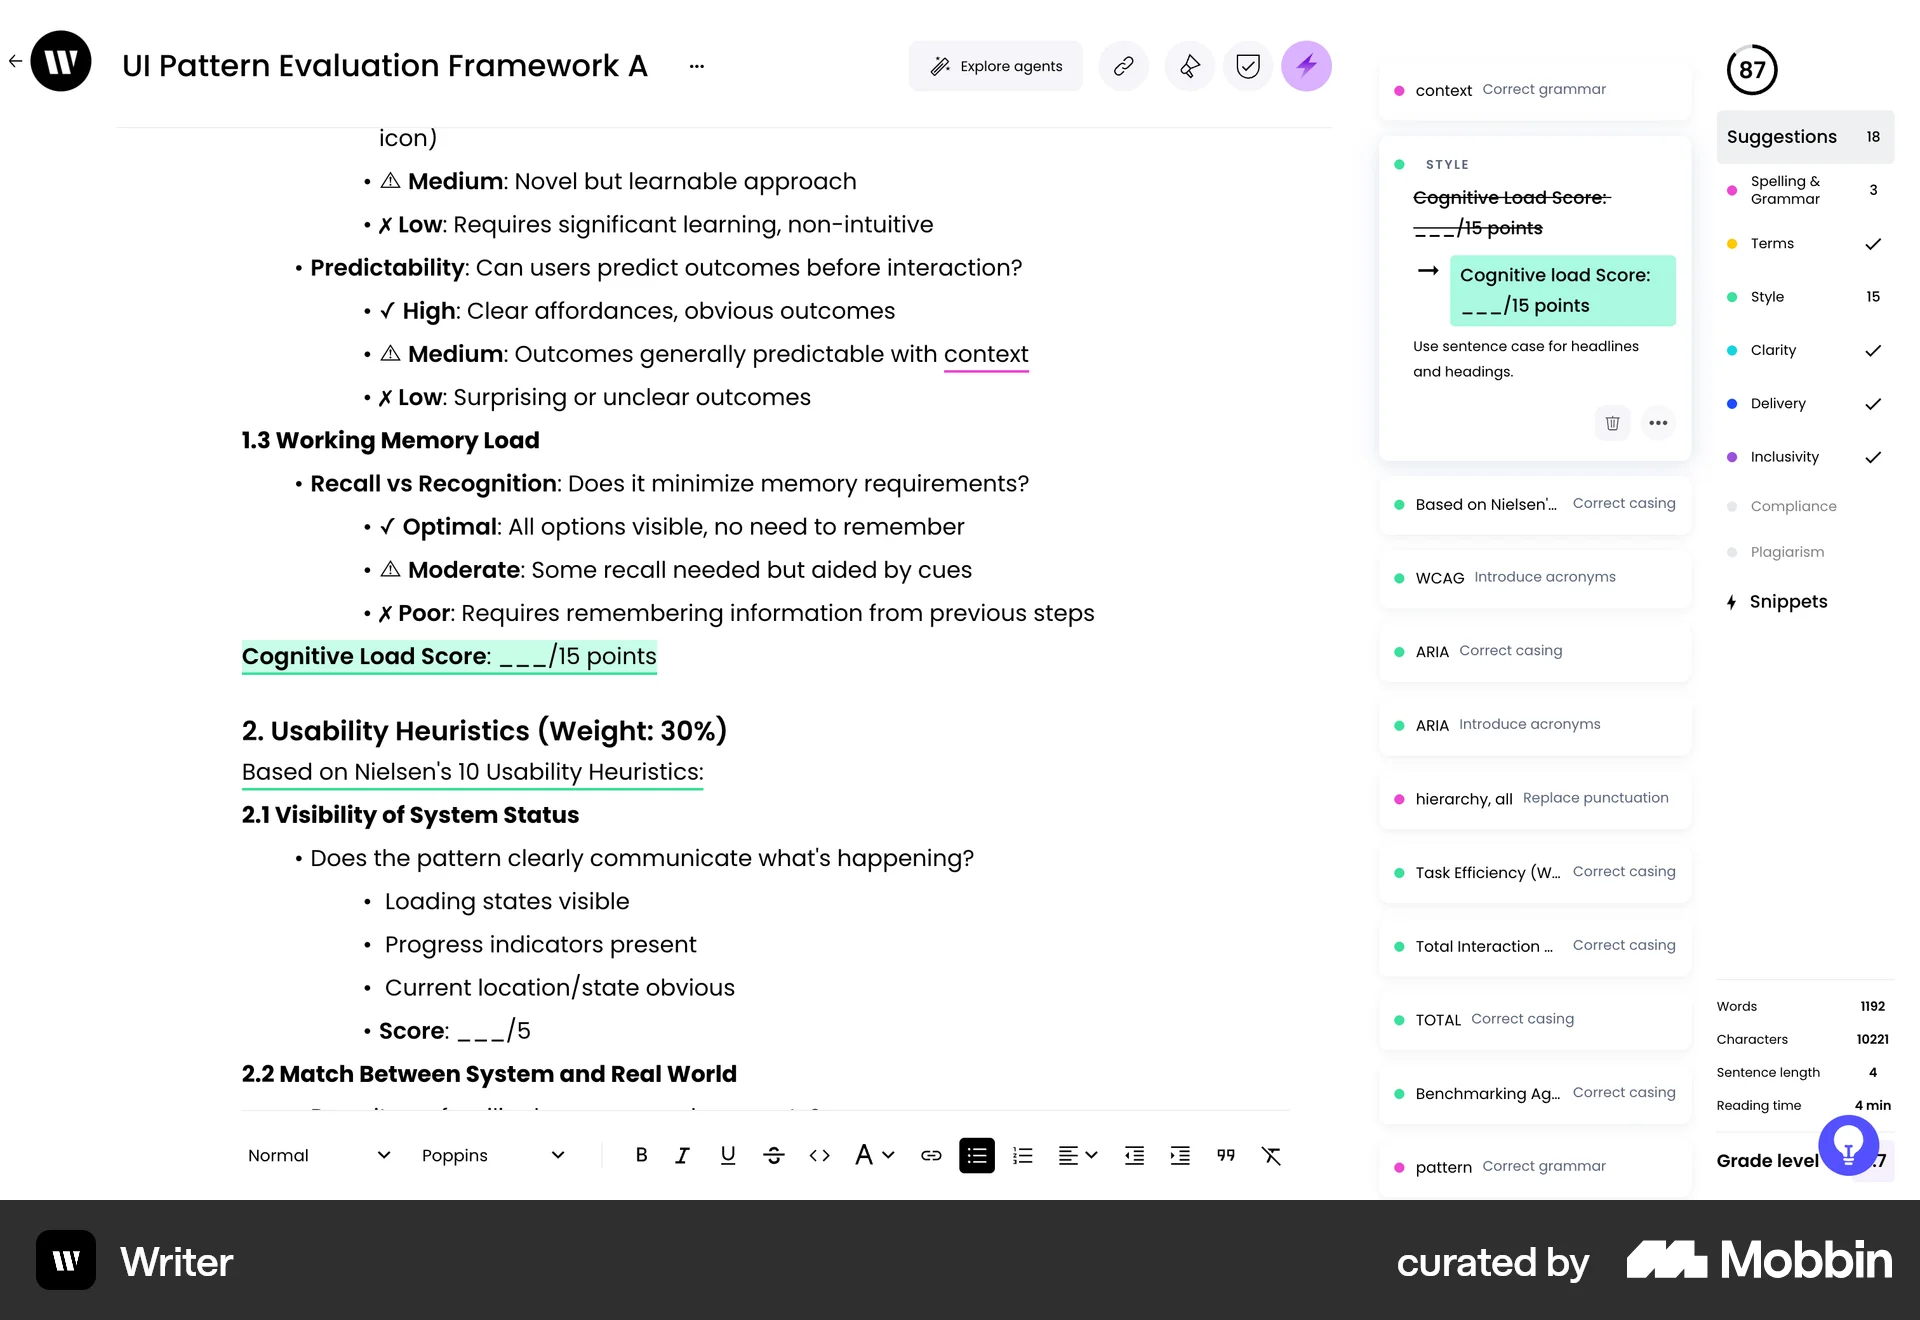 UI Pattern Evaluation Framework A
Explore agents
icon)
• ⚠ Medium: Novel but learnable approach
• ✗ Low: Requires significant learning, non-intuitive
• Predictability: Can users predict outcomes before interaction?
• ✓ High: Clear affordances, obvious outcomes
• ⚠ Medium: Outcomes generally predictable with context
• ✗ Low: Surprising or unclear outcomes
1.3 Working Memory Load
• Recall vs Recognition: Does it minimize memory requirements?
• ✓ Optimal: All options visible, no need to remember
• ⚠ Moderate: Some recall needed but aided by cues
• ✗ Poor: Requires remembering information from previous steps
Cognitive Load Score: ___/15 points
2. Usability Heuristics (Weight: 30%)
Based on Nielsen's 10 Usability Heuristics:
2.1 Visibility of System Status
• Does the pattern clearly communicate what's happening?
• Loading states visible
• Progress indicators present
• Current location/state obvious
• Score: ___/5
2.2 Match Between System and Real World
Normal
Poppins
B I U A
context Correct grammar
STYLE
Cognitive Load Score:
___/15 points
→ Cognitive load Score:
___/15 points
Use sentence case for headlines
and headings.
Based on Nielsen'... Correct casing
WCAG Introduce acronyms
ARIA Correct casing
ARIA Introduce acronyms
hierarchy, all Replace punctuation
Task Efficiency (W... Correct casing
Total Interaction ... Correct casing
TOTAL Correct casing
Benchmarking Ag... Correct casing
pattern Correct grammar
87
Suggestions 18
Spelling &
Grammar 3
Terms
Style 15
Clarity
Delivery
Inclusivity
Compliance
Plagiarism
Snippets
Words 1192
Characters 10221
Sentence length 4
Reading time 4 min
Grade level
Writer
curated by Mobbin